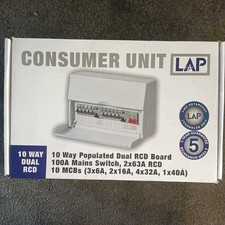 CONSUMER UNIT
LAP
LAP
5
10 WAY
DUAL
RCD
10 Way Populated Dual RCD Board
100A Mains Switch, 2x63A RCD
10 MCBs (3x6A, 2x16A, 4x32A, 1x40A)